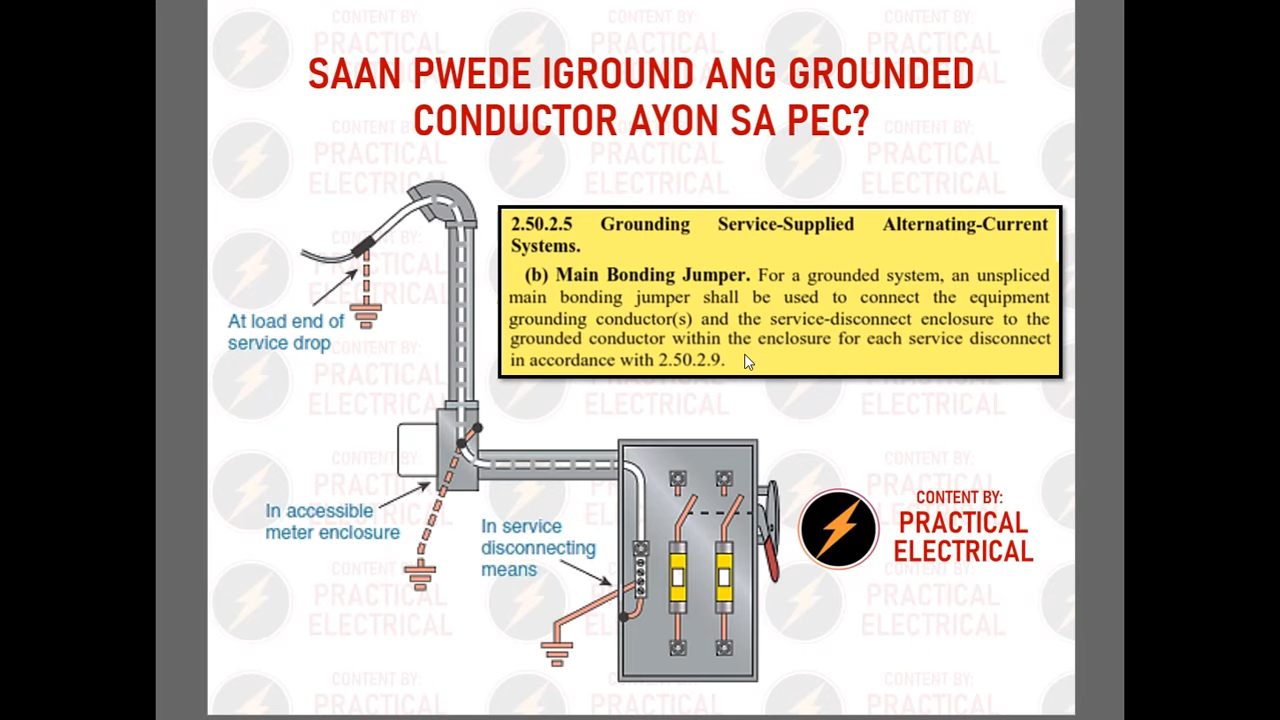 SAAN PWEDE IGROUND ANG GROUNDED
CONDUCTOR AYON SA PEC?
2.50.2.5 Grounding Service-Supplied Alternating-Current
Systems.
(b) Main Bonding Jumper. For a grounded system, an unspliced
main bonding jumper shall be used to connect the equipment
grounding conductor(s) and the service-disconnect enclosure to the
grounded conductor within the enclosure for each service disconnect
in accordance with 2.50.2.9.
At load end of
service drop
In accessible
meter enclosure
In service
disconnecting
means
CONTENT BY:
PRACTICAL
ELECTRICAL